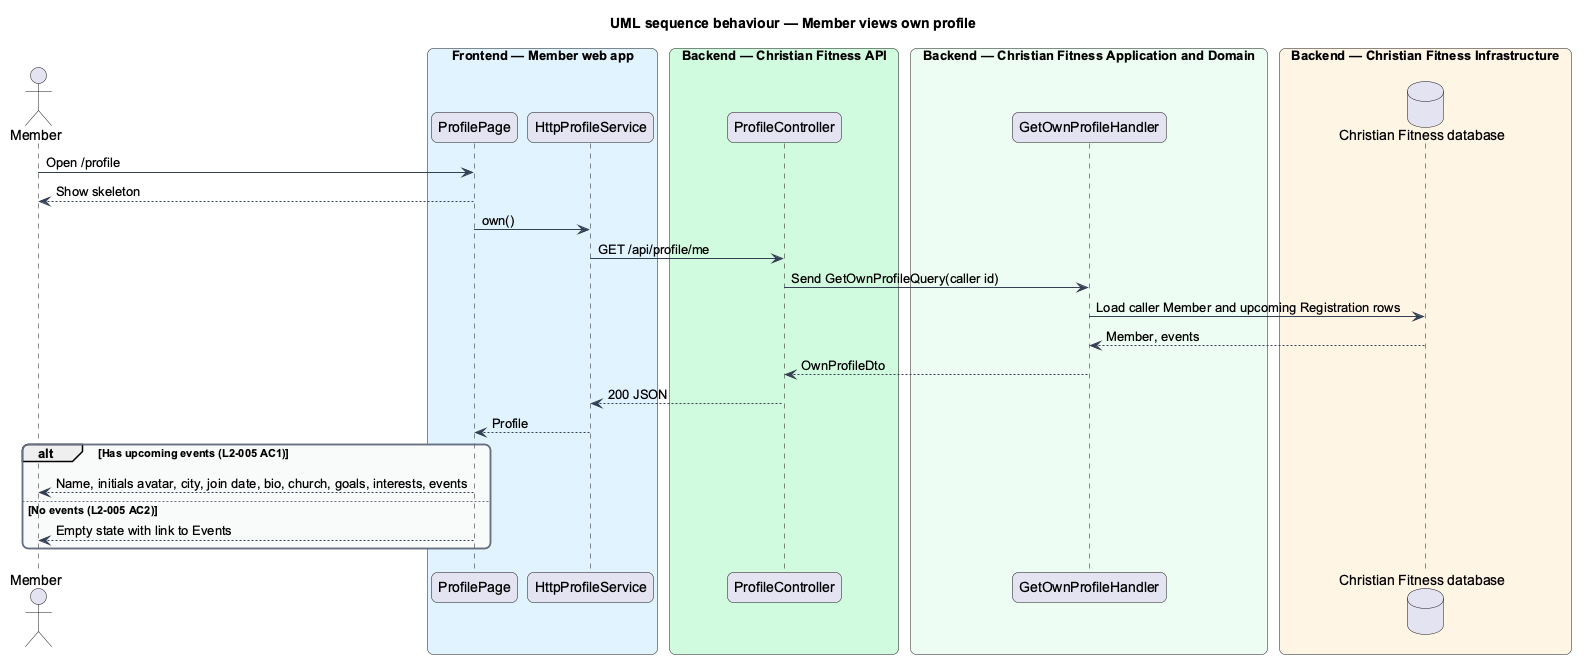 UML sequence behaviour — Member views own profile
Frontend — Member web app
Backend — Christian Fitness API
Backend — Christian Fitness Application and Domain
Backend — Christian Fitness Infrastructure
Member
ProfilePage
HttpProfileService
ProfileController
GetOwnProfileHandler
Christian Fitness database
Open /profile
Show skeleton
own()
GET /api/profile/me
Send GetOwnProfileQuery(caller id)
Load caller Member and upcoming Registration rows
Member, events
OwnProfileDto
200 JSON
Profile
alt
[Has upcoming events (L2-005 AC1)]
Name, initials avatar, city, join date, bio, church, goals, interests, events
[No events (L2-005 AC2)]
Empty state with link to Events
Member
ProfilePage
HttpProfileService
ProfileController
GetOwnProfileHandler
Christian Fitness database